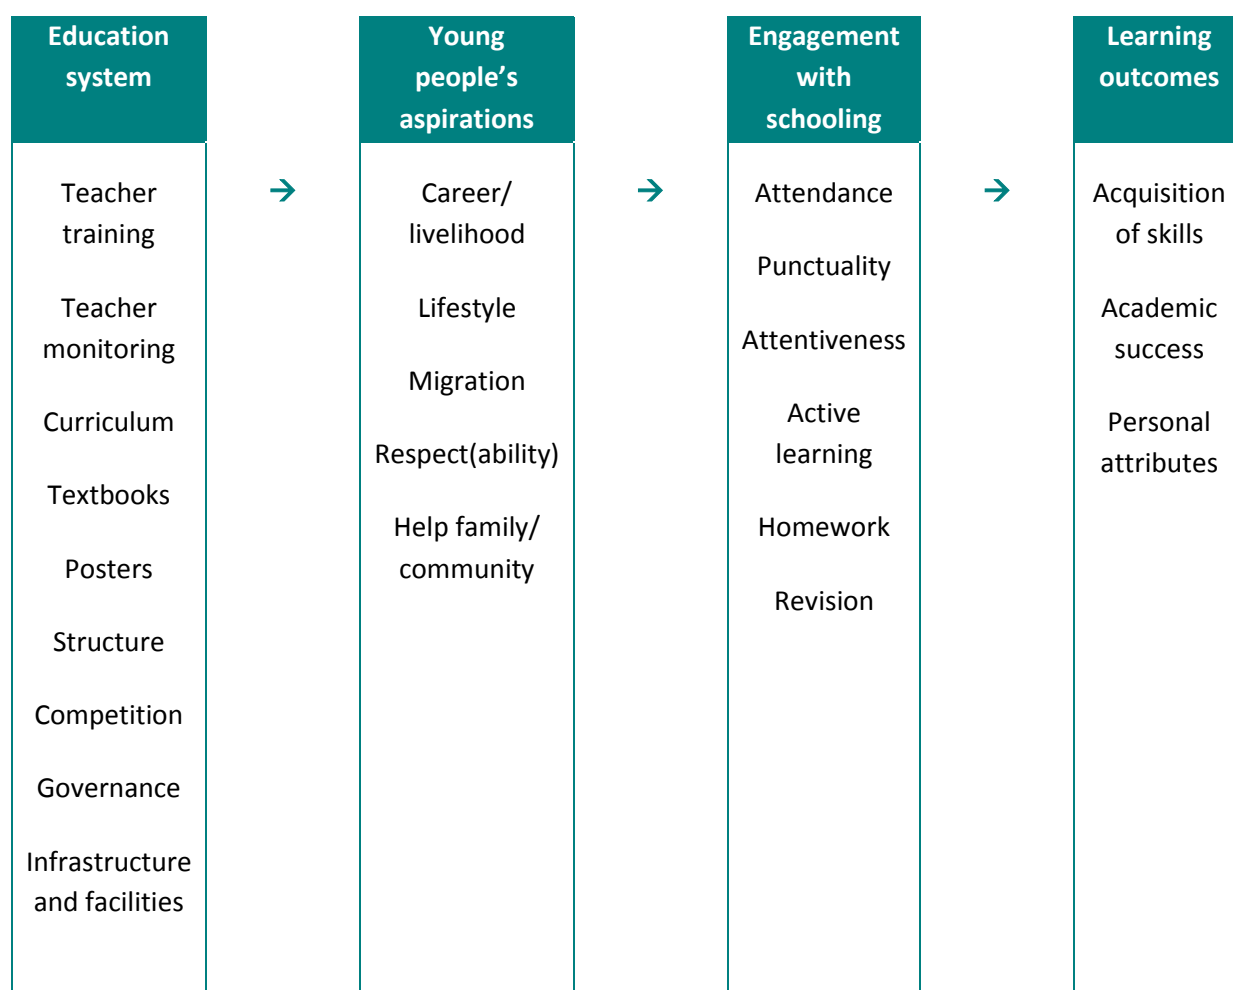 Education
system
Teacher
training
Teacher
monitoring
Curriculum
Textbooks
Posters
Structure
Competition
Governance
Infrastructure
and facilities
→
Young
people’s
aspirations
Career/
livelihood
Lifestyle
Migration
Respect(ability)
Help family/
community
→
Engagement
with
schooling
Attendance
Punctuality
Attentiveness
Active
learning
Homework
Revision
→
Learning
outcomes
Acquisition
of skills
Academic
success
Personal
attributes